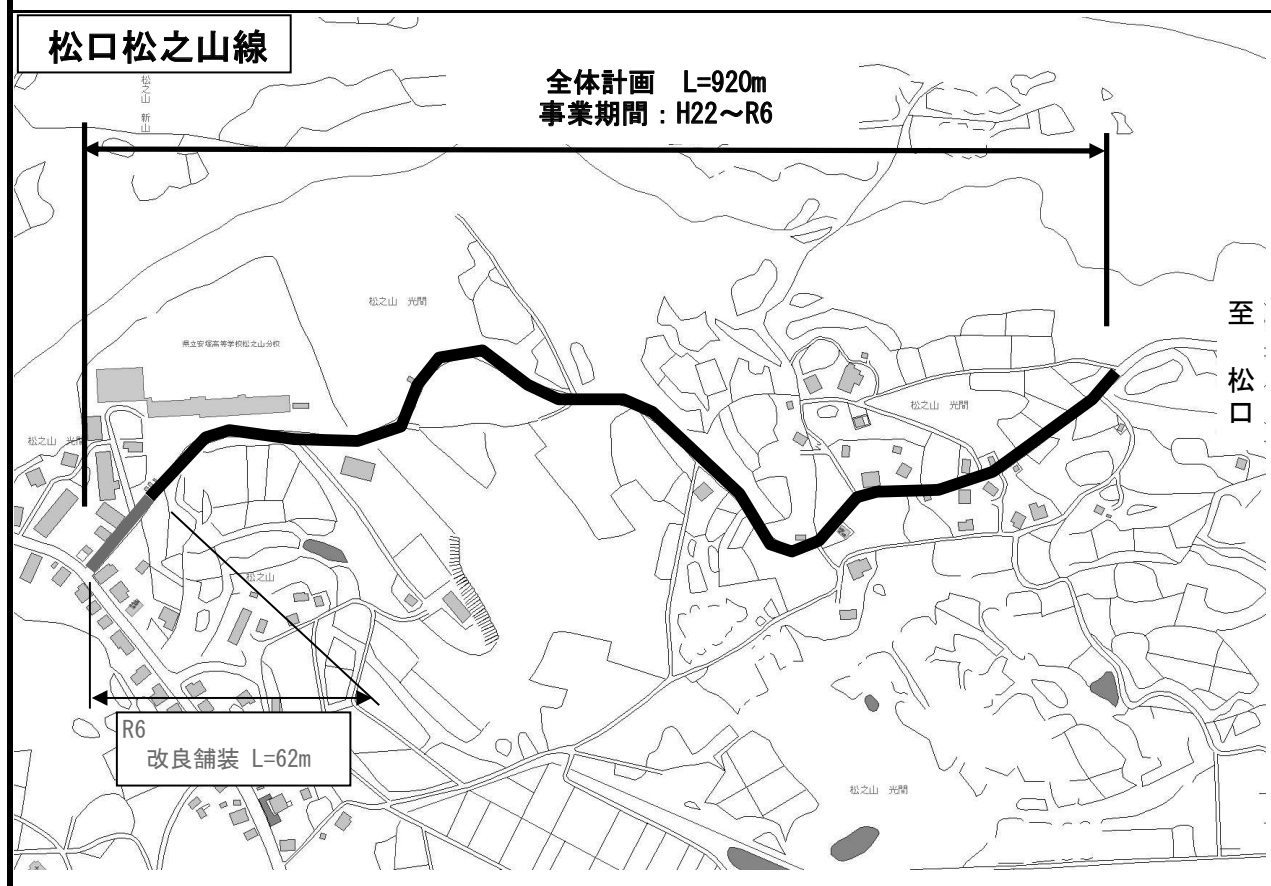 松口松之山線
全体計画　L=920m
事業期間：H22～R6
松之山　新山
松之山　光間
県立安塚高等学校松之山分校
至　松口
松之山　光間
松之山　光間
松之山
R6
改良舗装 L=62m
松之山　光間